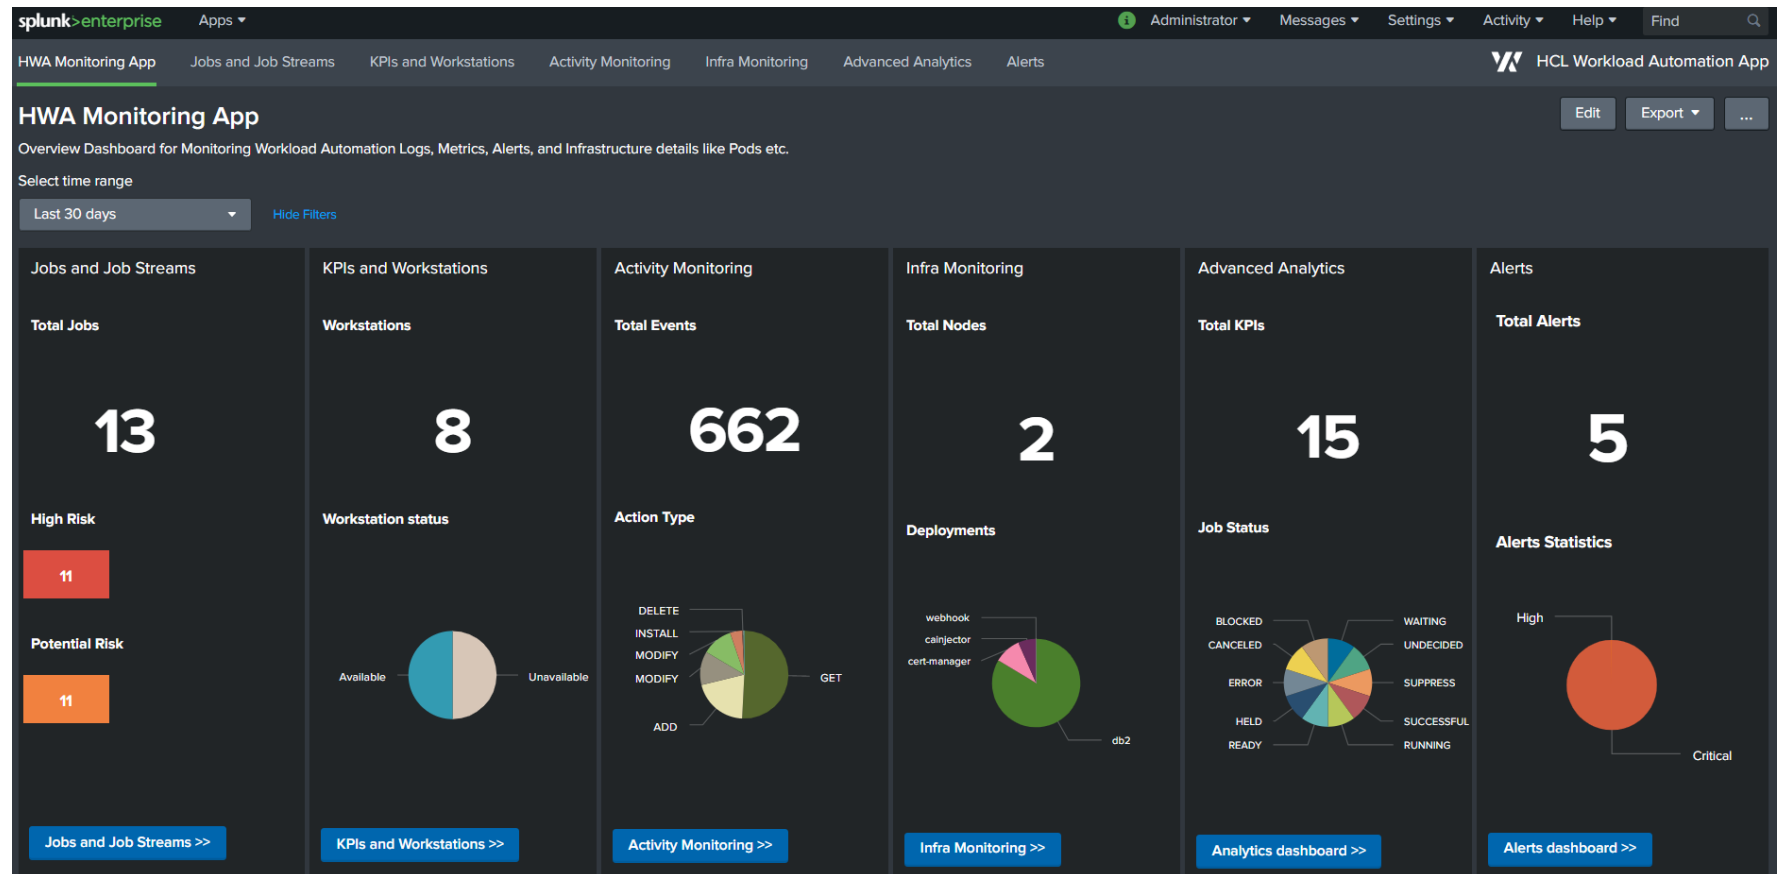 splunk>enterprise Apps ▾ i Administrator ▾ Messages ▾ Settings ▾ Activity ▾ Help ▾ Find
HWA Monitoring App Jobs and Job Streams KPIs and Workstations Activity Monitoring Infra Monitoring Advanced Analytics Alerts HCL Workload Automation App
HWA Monitoring App Edit Export ▾ ...
Overview Dashboard for Monitoring Workload Automation Logs, Metrics, Alerts, and Infrastructure details like Pods etc.
Select time range
Last 30 days Hide Filters
Jobs and Job Streams
Total Jobs
13
High Risk
11
Potential Risk
11
Jobs and Job Streams >>
KPIs and Workstations
Workstations
8
Workstation status
Available Unavailable
KPIs and Workstations >>
Activity Monitoring
Total Events
662
Action Type
DELETE
INSTALL
MODIFY
MODIFY GET
ADD
Activity Monitoring >>
Infra Monitoring
Total Nodes
2
Deployments
webhook
cainjector
cert-manager
db2
Infra Monitoring >>
Advanced Analytics
Total KPIs
15
Job Status
BLOCKED WAITING
CANCELED UNDECIDED
ERROR SUPPRESS
HELD SUCCESSFUL
READY RUNNING
Analytics dashboard >>
Alerts
Total Alerts
5
Alerts Statistics
High
Critical
Alerts dashboard >>